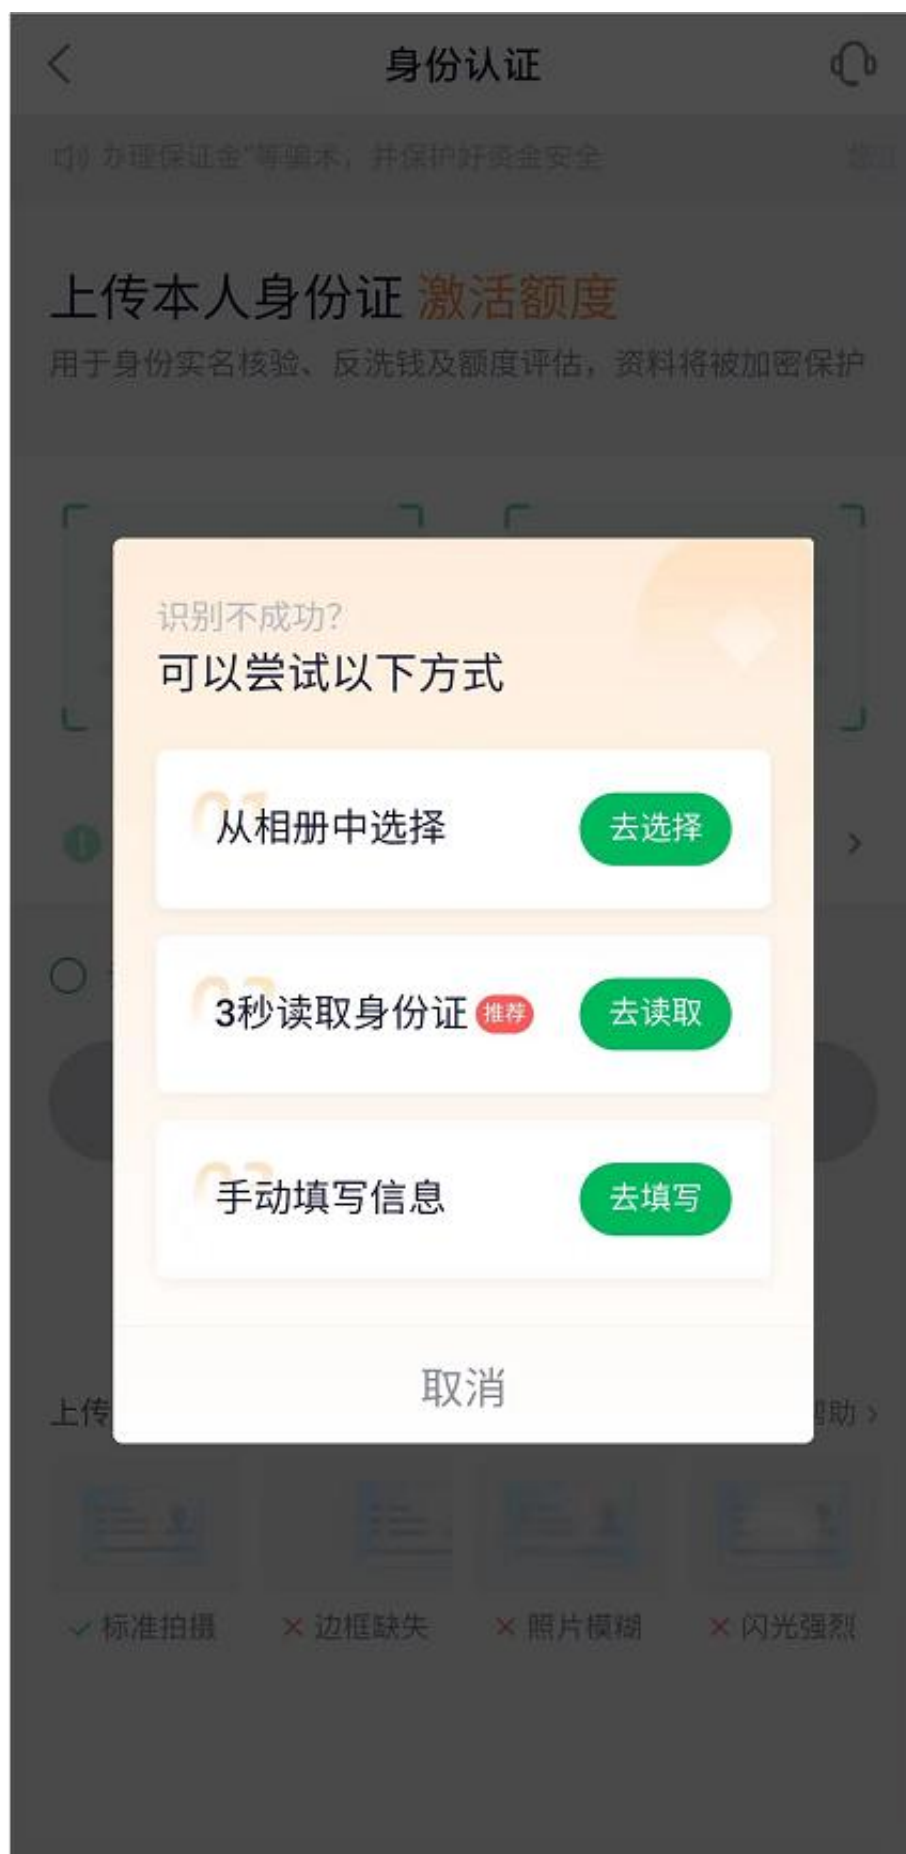 身份认证
办理保证金"等骗术，并保护好资金安全
上传本人身份证 激活额度
用于身份实名核验、反洗钱及额度评估，资料将被加密保护
识别不成功？
可以尝试以下方式
01
从相册中选择
去选择
3秒读取身份证 推荐
去读取
手动填写信息
去填写
取消
上传
帮助
标准拍摄
边框缺失
照片模糊
闪光强烈